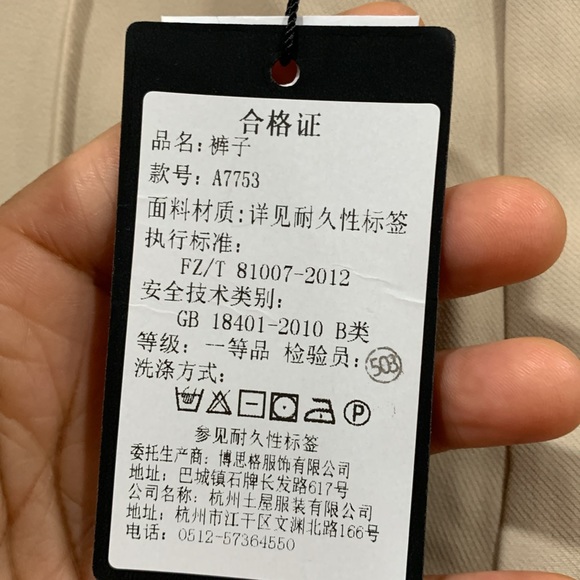 合格证
品名:裤子
款号: A7753
面料材质:详见耐久性标签
执行标准:
FZ/T 81007-2012
安全技术类别:
GB 18401-2010 B类
等级: 一等品 检验员: 503
洗涤方式:
P
参见耐久性标签
委托生产商: 博思格服饰有限公司
地址: 巴城镇石牌长发路617号
公司名称: 杭州土屋服装有限公司
地址: 杭州市江干区文渊北路166号
电话: 0512-57364550